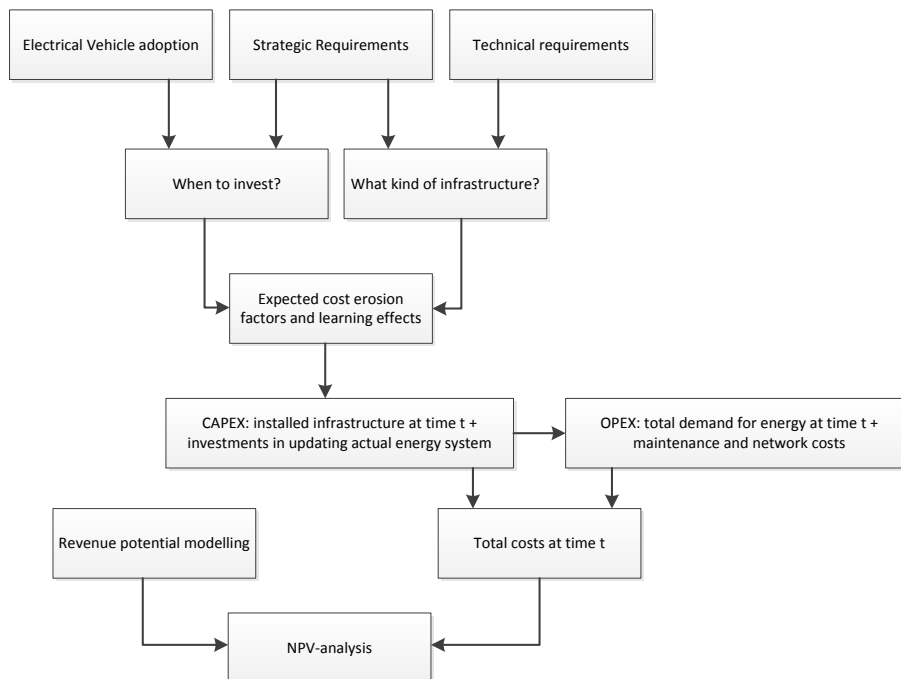 Electrical Vehicle adoption
Strategic Requirements
Technical requirements
When to invest?
What kind of infrastructure?
Expected cost erosion
factors and learning effects
CAPEX: installed infrastructure at time t +
investments in updating actual energy system
OPEX: total demand for energy at time t +
maintenance and network costs
Revenue potential modelling
Total costs at time t
NPV-analysis